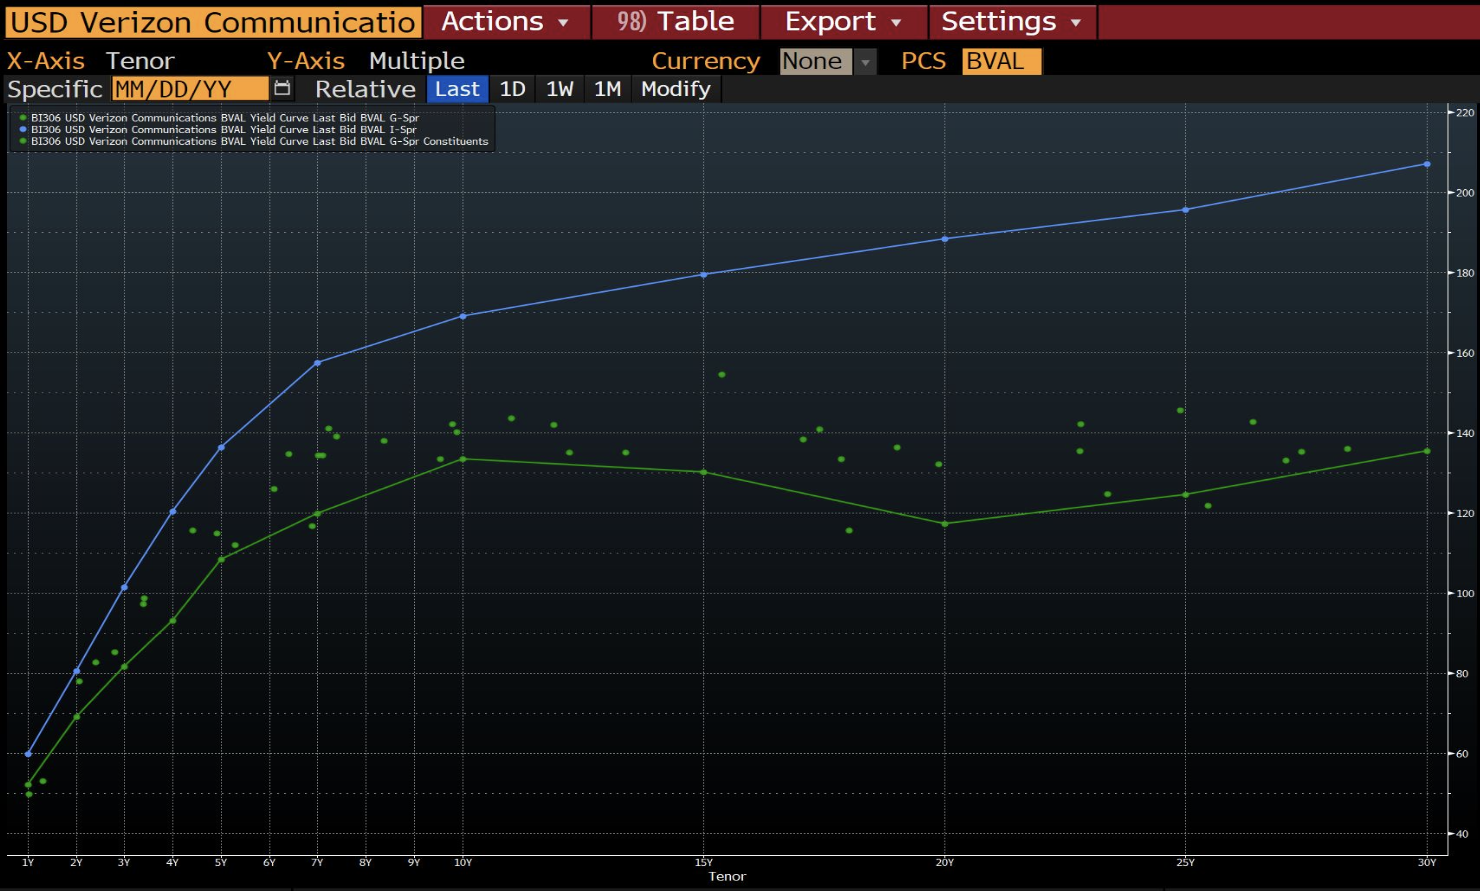 USD Verizon Communicatio Actions 98) Table Export Settings
X-Axis Tenor Y-Axis Multiple Currency None PCS BVAL
Specific MM/DD/YY Relative Last 1D 1W 1M Modify
BI306 USD Verizon Communications BVAL Yield Curve Last Bid BVAL G-Spr
BI306 USD Verizon Communications BVAL Yield Curve Last Bid BVAL I-Spr
BI306 USD Verizon Communications BVAL Yield Curve Last Bid BVAL G-Spr Constituents
220
200
180
160
140
120
100
80
60
40
1Y 2Y 3Y 4Y 5Y 6Y 7Y 8Y 9Y 10Y 15Y 20Y 25Y 30Y
Tenor